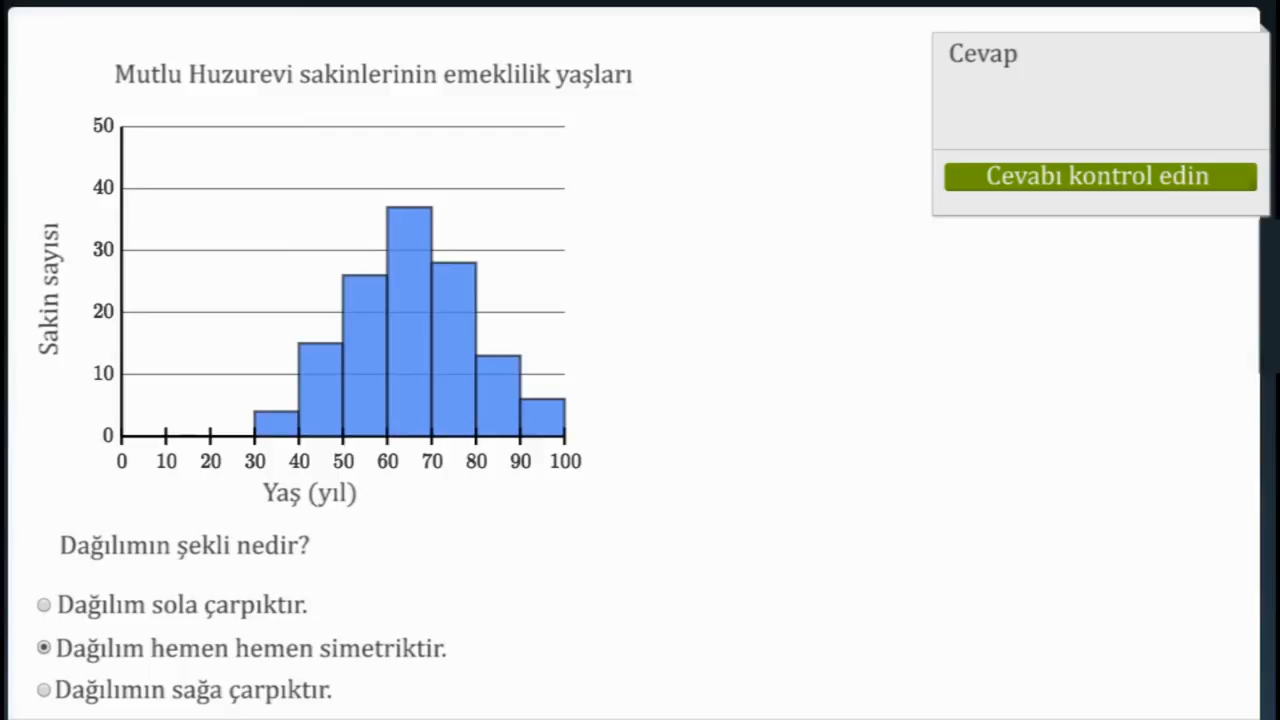 Mutlu Huzurevi sakinlerinin emeklilik yaşları
Cevap
Cevabı kontrol edin
50
40
30
20
10
0
Sakin sayısı
0 10 20 30 40 50 60 70 80 90 100
Yaş (yıl)
Dağılımın şekli nedir?
Dağılım sola çarpıktır.
Dağılım hemen hemen simetriktir.
Dağılımın sağa çarpıktır.